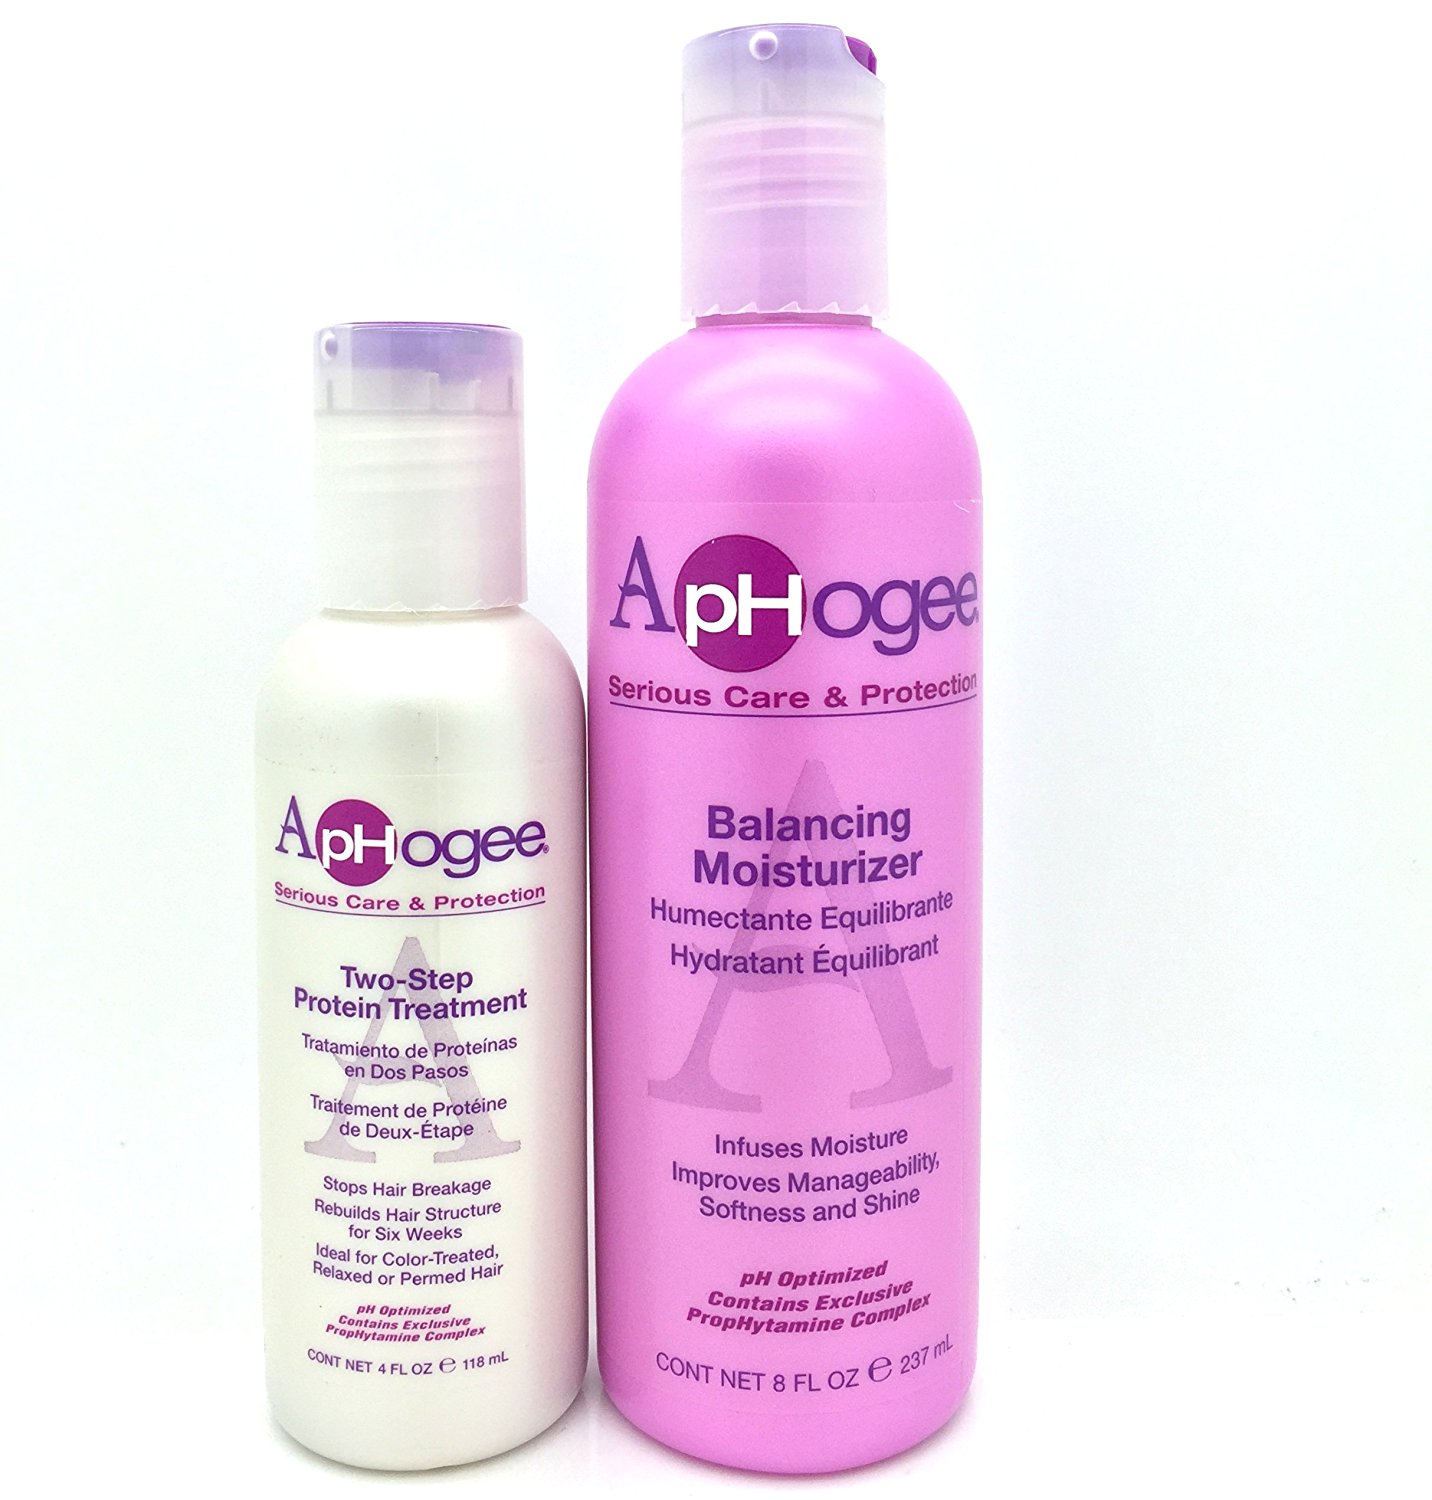 ApHogee®
Serious Care & Protection
Two-Step
Protein Treatment
Tratamiento de Proteínas
en Dos Pasos
Traitement de Protéine
de Deux-Étape
Stops Hair Breakage
Rebuilds Hair Structure
for Six Weeks
Ideal for Color-Treated,
Relaxed or Permed Hair
pH Optimized
Contains Exclusive
PropHytamine Complex
CONT NET 4 FL OZ ℮ 118 mL
ApHogee®
Serious Care & Protection
A
Balancing
Moisturizer
Humectante Equilibrante
Hydratant Équilibrant
Infuses Moisture
Improves Manageability,
Softness and Shine
pH Optimized
Contains Exclusive
PropHytamine Complex
CONT NET 8 FL OZ ℮ 237 mL